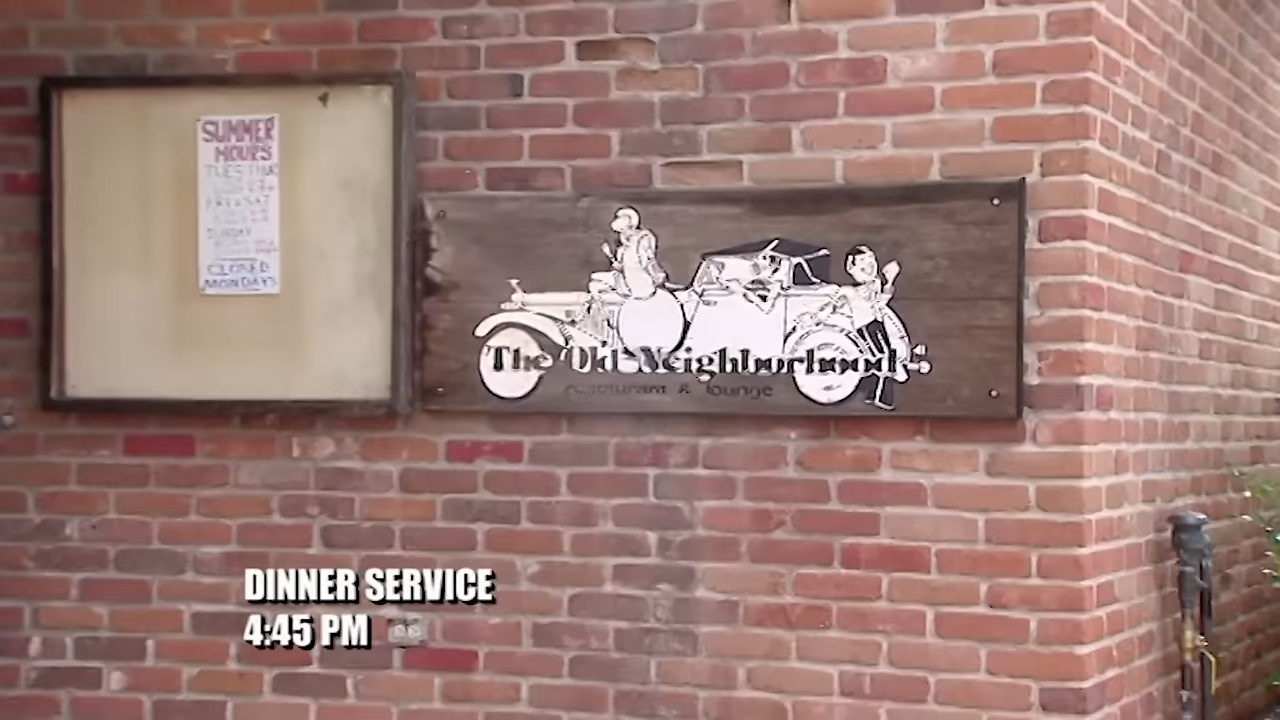 SUMMER
HOURS
TUES THUR
FRI & SAT
SUNDAY
CLOSED
MONDAYS
The Old Neighborhood
restaurant & lounge
DINNER SERVICE
4:45 PM